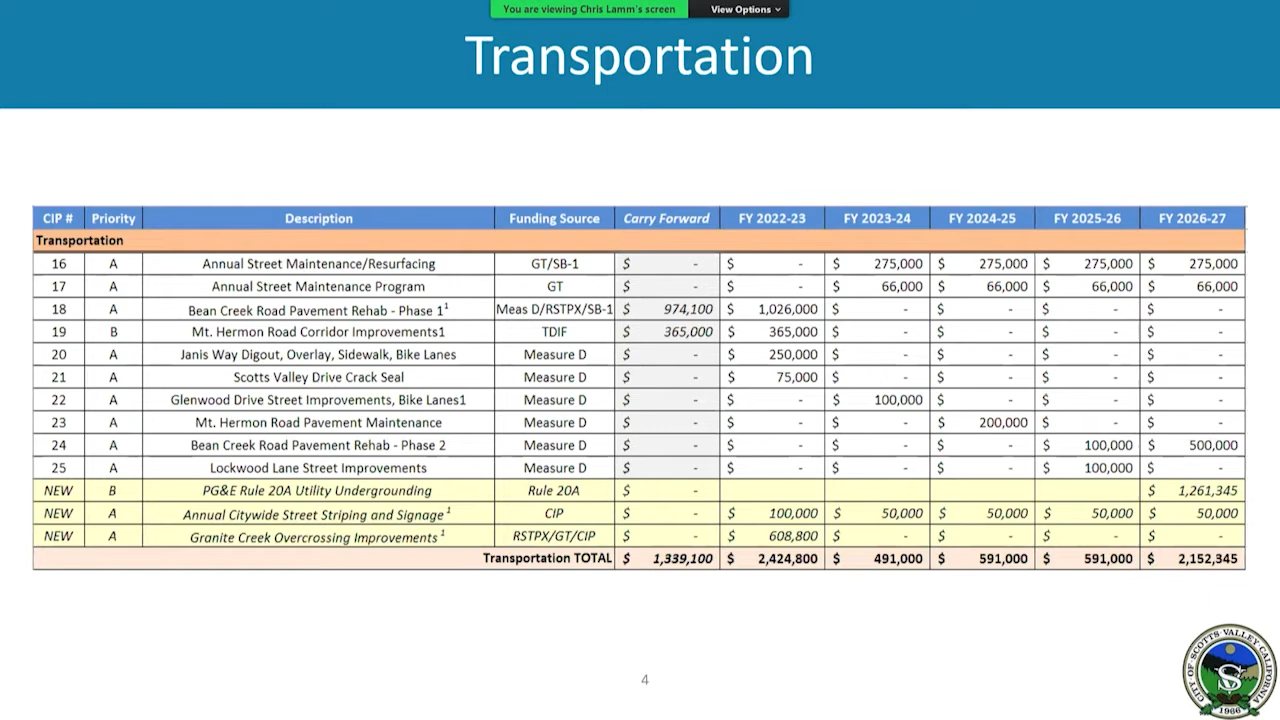 You are viewing Chris Lamm's screen View Options
Transportation
CIP # Priority Description Funding Source Carry Forward FY 2022-23 FY 2023-24 FY 2024-25 FY 2025-26 FY 2026-27
Transportation
16 A Annual Street Maintenance/Resurfacing GT/SB-1 $ - $ - $ 275,000 $ 275,000 $ 275,000 $ 275,000
17 A Annual Street Maintenance Program GT $ - $ - $ 66,000 $ 66,000 $ 66,000 $ 66,000
18 A Bean Creek Road Pavement Rehab - Phase 1¹ Meas D/RSTPX/SB-1 $ 974,100 $ 1,026,000 $ - $ - $ - $ -
19 B Mt. Hermon Road Corridor Improvements1 TDIF $ 365,000 $ 365,000 $ - $ - $ - $ -
20 A Janis Way Digout, Overlay, Sidewalk, Bike Lanes Measure D $ - $ 250,000 $ - $ - $ - $ -
21 A Scotts Valley Drive Crack Seal Measure D $ - $ 75,000 $ - $ - $ - $ -
22 A Glenwood Drive Street Improvements, Bike Lanes1 Measure D $ - $ - $ 100,000 $ - $ - $ -
23 A Mt. Hermon Road Pavement Maintenance Measure D $ - $ - $ - $ 200,000 $ - $ -
24 A Bean Creek Road Pavement Rehab - Phase 2 Measure D $ - $ - $ - $ - $ 100,000 $ 500,000
25 A Lockwood Lane Street Improvements Measure D $ - $ - $ - $ - $ 100,000 $ -
NEW B PG&E Rule 20A Utility Undergrounding Rule 20A $ - $ 1,261,345
NEW A Annual Citywide Street Striping and Signage ¹ CIP $ - $ 100,000 $ 50,000 $ 50,000 $ 50,000 $ 50,000
NEW A Granite Creek Overcrossing Improvements ¹ RSTPX/GT/CIP $ - $ 608,800 $ - $ - $ - $ -
Transportation TOTAL $ 1,339,100 $ 2,424,800 $ 491,000 $ 591,000 $ 591,000 $ 2,152,345
4
CITY OF SCOTTS VALLEY, CALIFORNIA
SV
1966